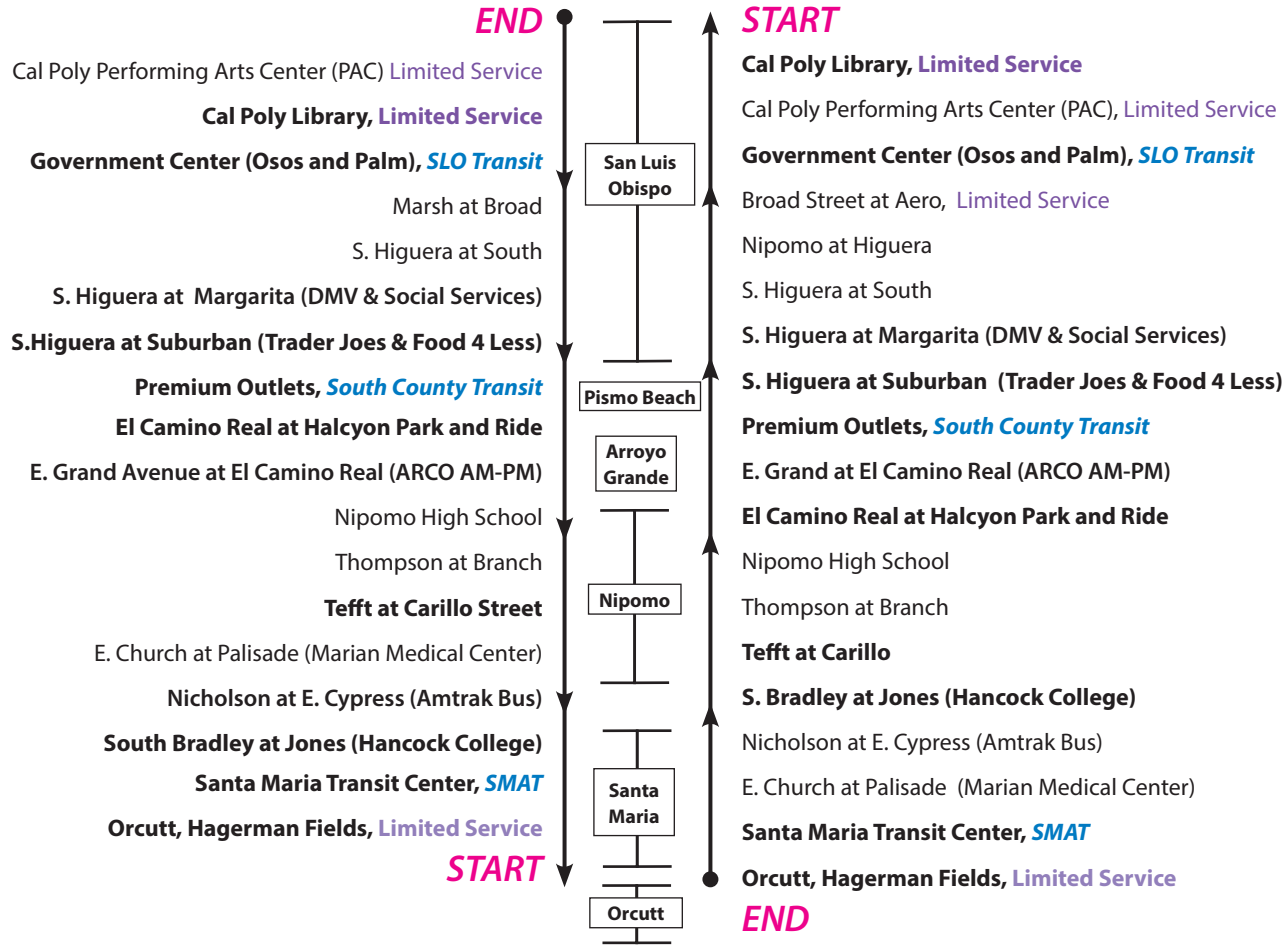 END
Cal Poly Performing Arts Center (PAC) Limited Service
Cal Poly Library, Limited Service
Government Center (Osos and Palm), SLO Transit
Marsh at Broad
S. Higuera at South
S. Higuera at Margarita (DMV & Social Services)
S.Higuera at Suburban (Trader Joes & Food 4 Less)
Premium Outlets, South County Transit
El Camino Real at Halcyon Park and Ride
E. Grand Avenue at El Camino Real (ARCO AM-PM)
Nipomo High School
Thompson at Branch
Tefft at Carillo Street
E. Church at Palisade (Marian Medical Center)
Nicholson at E. Cypress (Amtrak Bus)
South Bradley at Jones (Hancock College)
Santa Maria Transit Center, SMAT
Orcutt, Hagerman Fields, Limited Service
START
San Luis
Obispo
Pismo Beach
Arroyo
Grande
Nipomo
Santa
Maria
Orcutt
START
Cal Poly Library, Limited Service
Cal Poly Performing Arts Center (PAC), Limited Service
Government Center (Osos and Palm), SLO Transit
Broad Street at Aero, Limited Service
Nipomo at Higuera
S. Higuera at South
S. Higuera at Margarita (DMV & Social Services)
S. Higuera at Suburban (Trader Joes & Food 4 Less)
Premium Outlets, South County Transit
E. Grand at El Camino Real (ARCO AM-PM)
El Camino Real at Halcyon Park and Ride
Nipomo High School
Thompson at Branch
Tefft at Carillo
S. Bradley at Jones (Hancock College)
Nicholson at E. Cypress (Amtrak Bus)
E. Church at Palisade (Marian Medical Center)
Santa Maria Transit Center, SMAT
Orcutt, Hagerman Fields, Limited Service
END